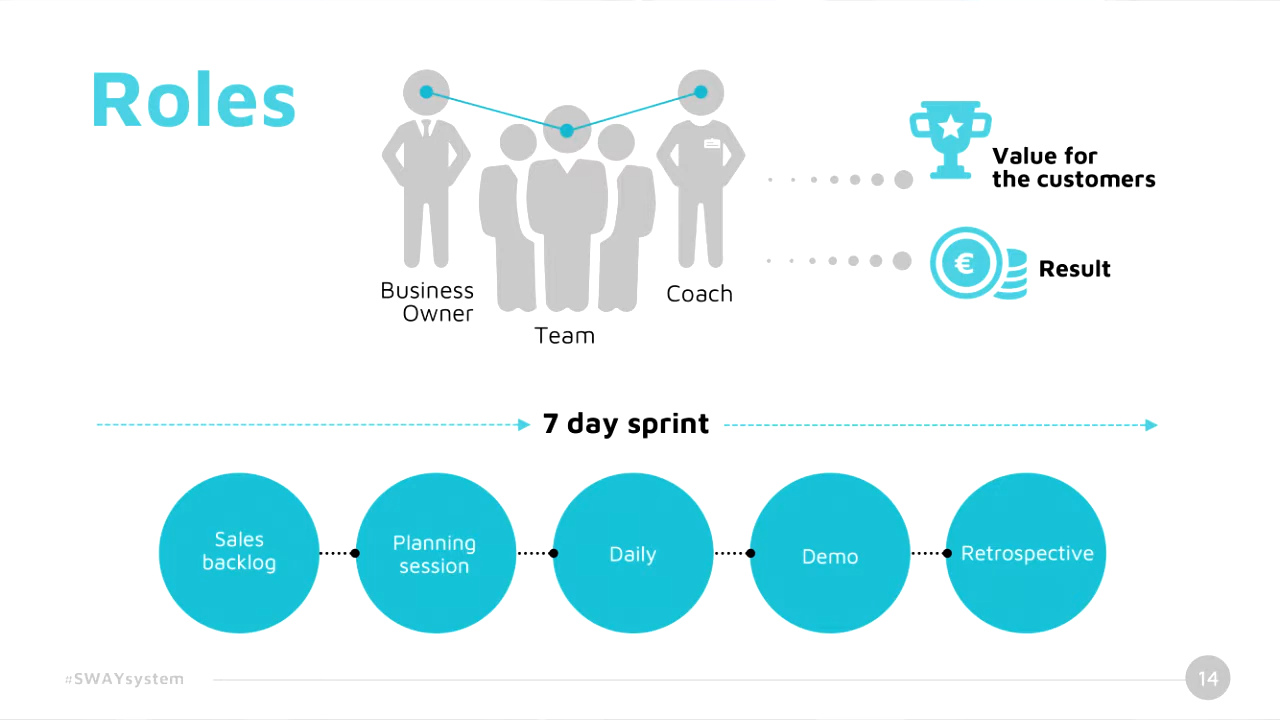 Roles
Value for
the customers
€
Result
Business
Owner
Coach
Team
7 day sprint
Sales
backlog
Planning
session
Daily
Demo
Retrospective
#SWAYsystem
14